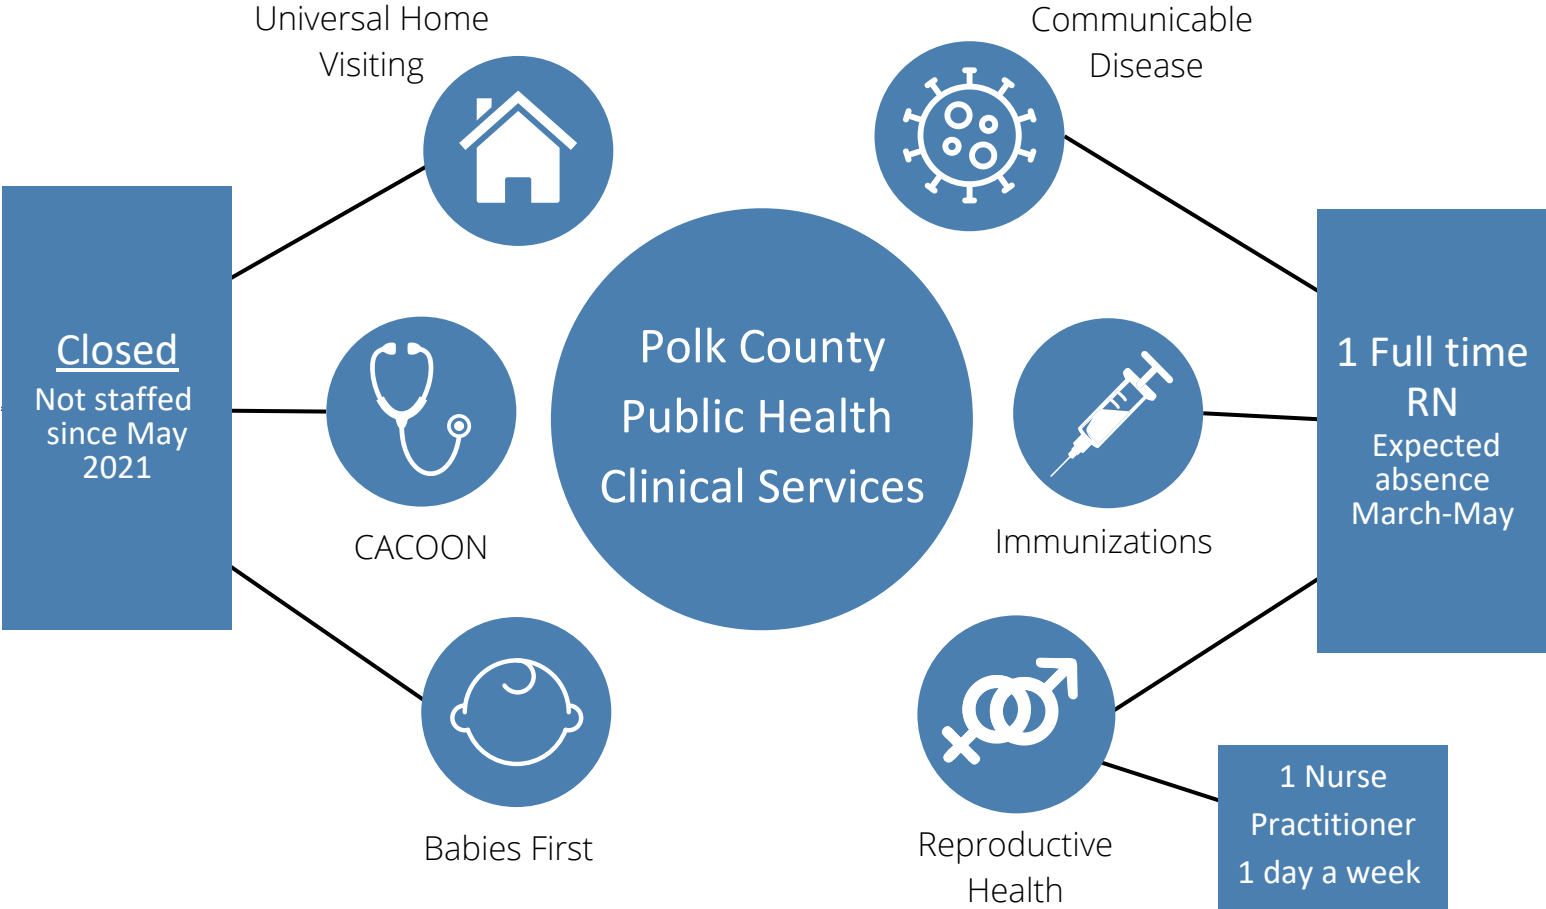 Universal Home
Visiting
Communicable
Disease
Closed
Not staffed
since May
2021
Polk County
Public Health
Clinical Services
1 Full time
RN
Expected
absence
March-May
CACOON
Immunizations
Babies First
Reproductive
Health
1 Nurse
Practitioner
1 day a week